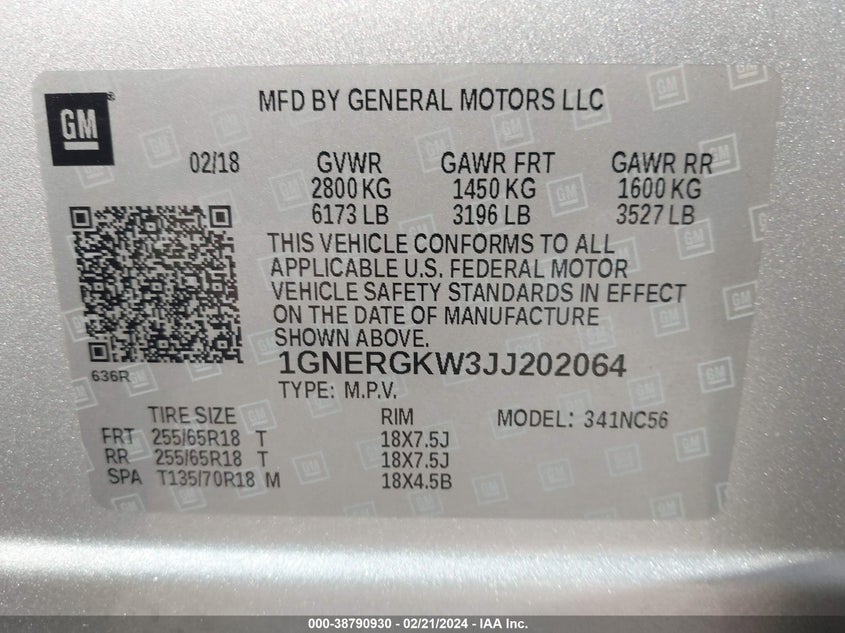 GM
MFD BY GENERAL MOTORS LLC
02/18 GVWR GAWR FRT GAWR RR
2800 KG 1450 KG 1600 KG
6173 LB 3196 LB 3527 LB
THIS VEHICLE CONFORMS TO ALL
APPLICABLE U.S. FEDERAL MOTOR
VEHICLE SAFETY STANDARDS IN EFFECT
ON THE DATE OF MANUFACTURE
SHOWN ABOVE.
636R
1GNERGKW3JJ202064
TYPE: M.P.V.
TIRE SIZE RIM MODEL: 341NC56
FRT 255/65R18 T 18X7.5J
RR 255/65R18 T 18X7.5J
SPA T135/70R18 M 18X4.5B
000-38790930 - 02/21/2024 - IAA Inc.